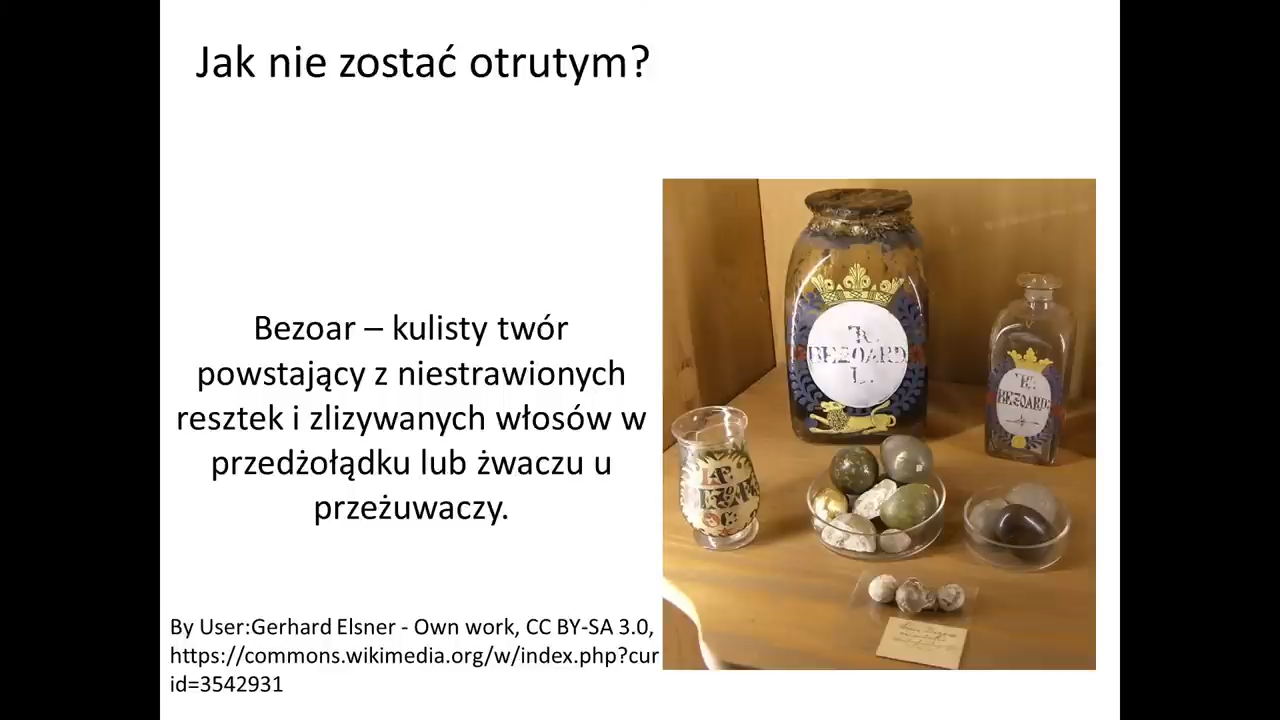 Jak nie zostać otrutym?
Bezoar – kulisty twór
powstający z niestrawionych
resztek i zlizywanych włosów w
przedżołądku lub żwaczu u
przeżuwaczy.
By User:Gerhard Elsner - Own work, CC BY-SA 3.0,
https://commons.wikimedia.org/w/index.php?cur
id=3542931
BEZOARD
L.
BEZOARD